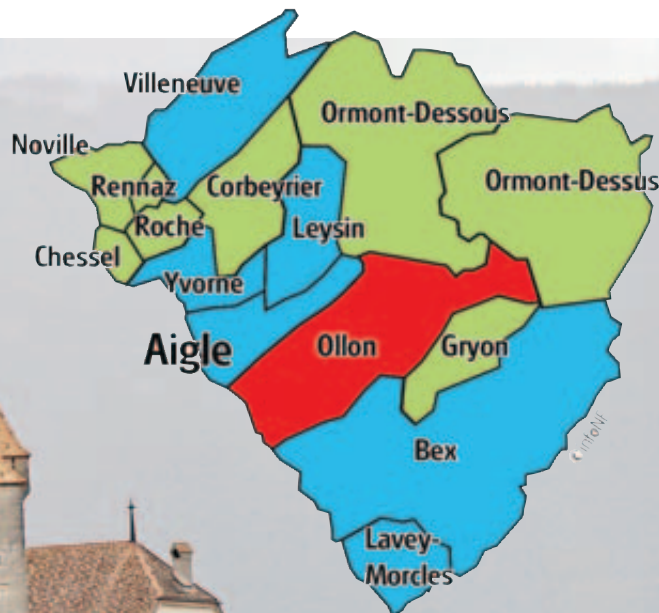 Villeneuve
Ormont-Dessous
Noville
Rennaz
Corbeyrier
Ormont-Dessus
Roche
Leysin
Chessel
Yvorne
Aigle
Ollon
Gryon
Bex
Lavey-
Morcles